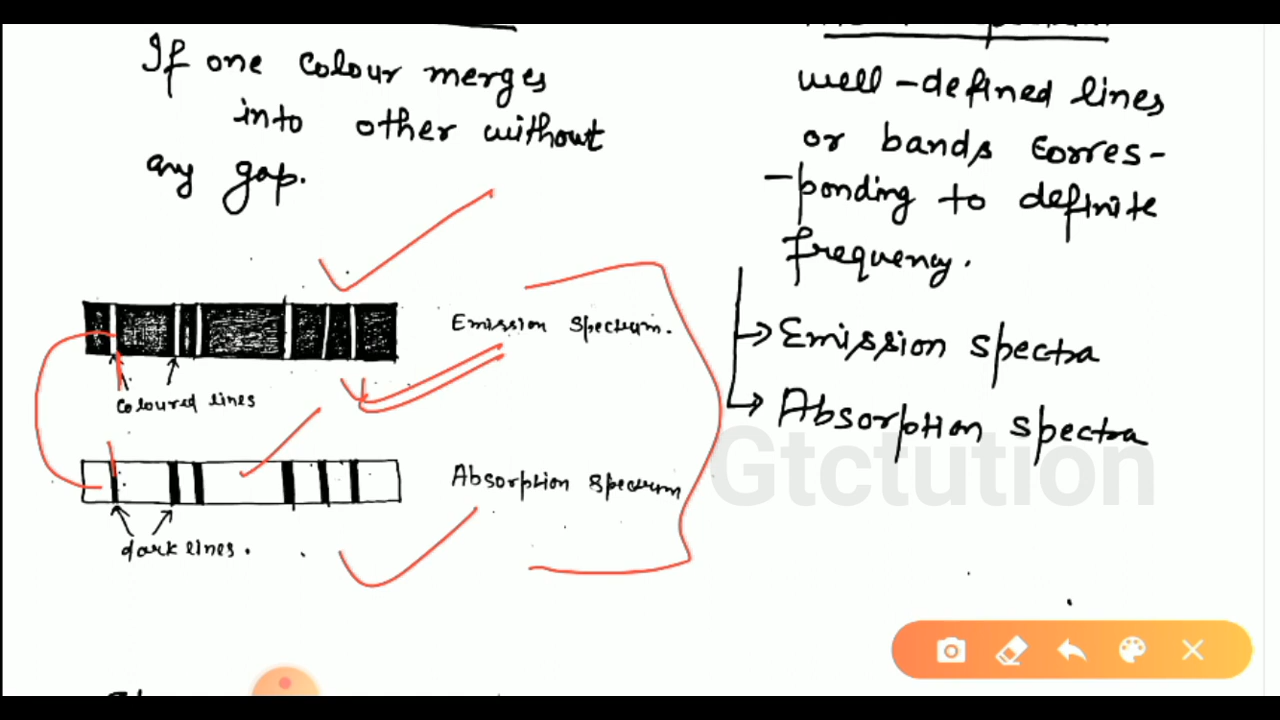 If one colour merges
into other without
any gap.
well-defined lines
or bands corres-
-ponding to definite
frequency.
Emission spectra
Absorption spectra
Emission spectrum.
coloured lines
Absorption spectrum
dark lines.
Gtctution